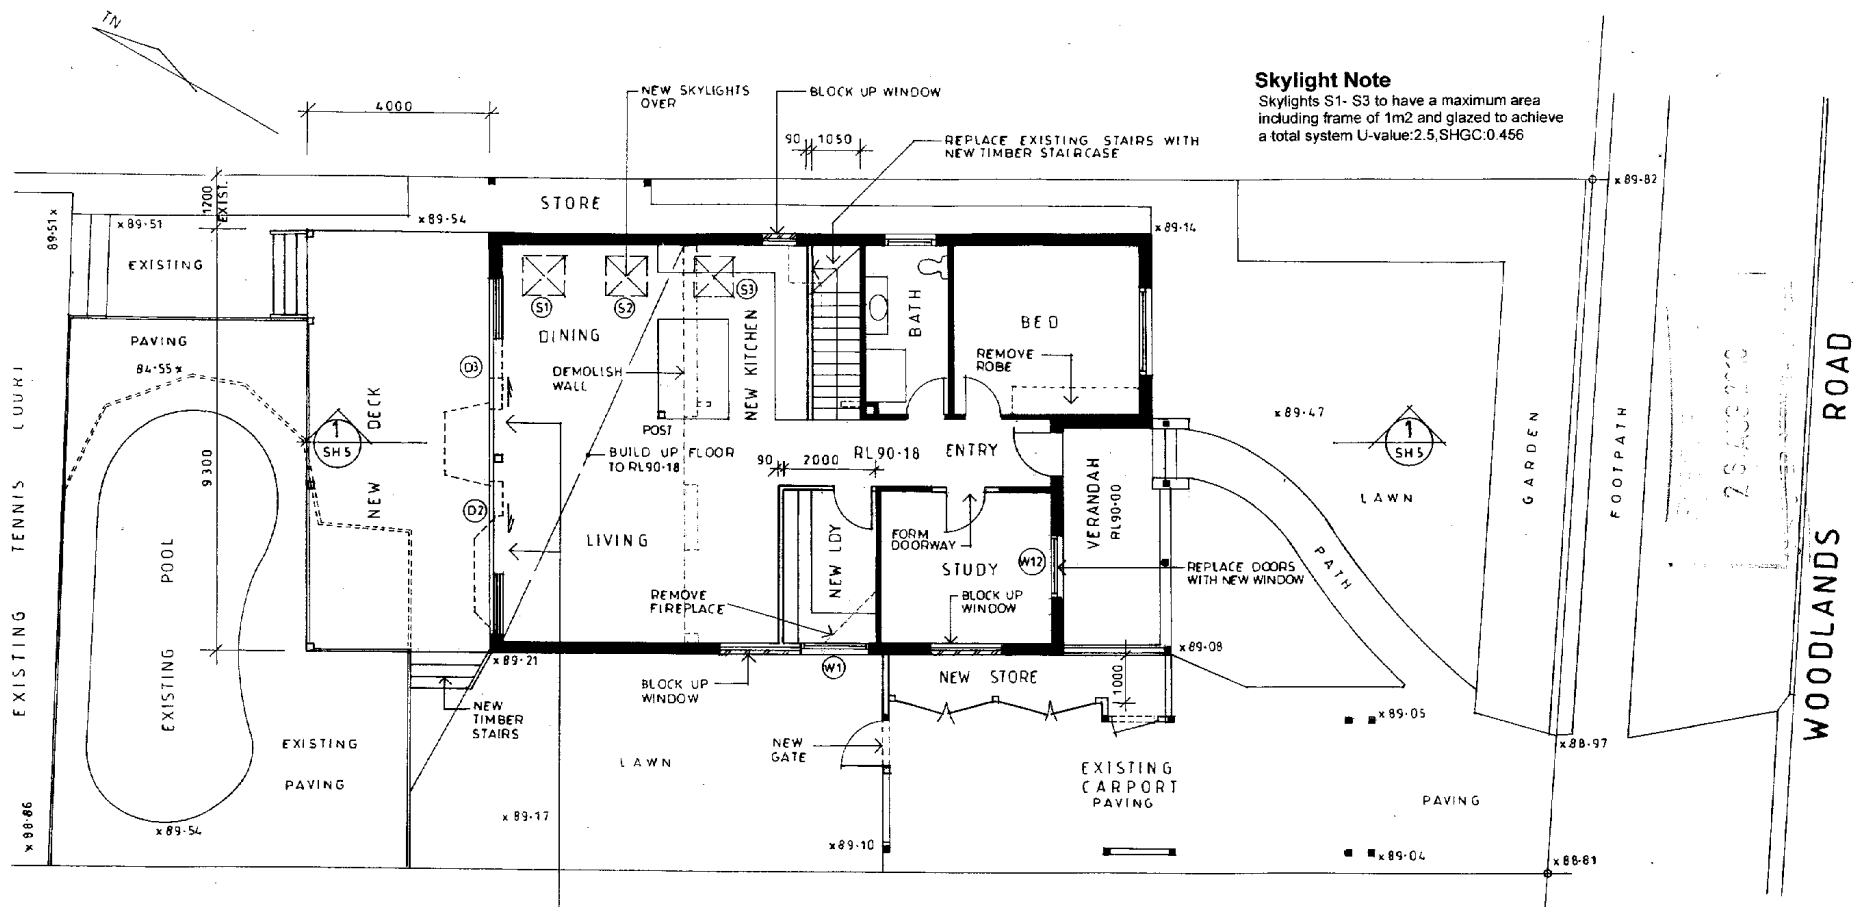 TN
4000
NEW SKYLIGHTS
OVER
BLOCK UP WINDOW
Skylight Note
Skylights S1- S3 to have a maximum area
including frame of 1m2 and glazed to achieve
a total system U-value:2.5,SHGC:0.456
90
1050
REPLACE EXISTING STAIRS WITH
NEW TIMBER STAIRCASE
1200
EXIST.
STORE
x 89·82
89·51 x
x 89·51
x 89·54
x 89·14
EXISTING
S1
S2
S3
DINING
NEW KITCHEN
BATH
BED
PAVING
84·55 x
D3
DEMOLISH
WALL
REMOVE
ROBE
NEW DECK
POST
x 89·47
1
SH 5
1
SH5
BUILD UP FLOOR
TO RL90·18
RL 90·18
ENTRY
90
2000
9300
VERANDAH
RL90·00
LAWN
GARDEN
FOOTPATH
WOODLANDS ROAD
D2
LIVING
NEW LDY
FORM
DOORWAY
STUDY
W12
REPLACE DOORS
WITH NEW WINDOW
PATH
EXISTING TENNIS COURT
EXISTING POOL
REMOVE
FIREPLACE
BLOCK UP
WINDOW
x 89·21
W1
x 89·08
BLOCK UP
WINDOW
NEW STORE
1000
NEW
TIMBER
STAIRS
x 89·05
EXISTING
PAVING
LAWN
NEW
GATE
x 88·97
EXISTING
CARPORT
PAVING
PAVING
x 88·86
x 89·54
x 89·17
x 89·10
x 89·04
x 88·81